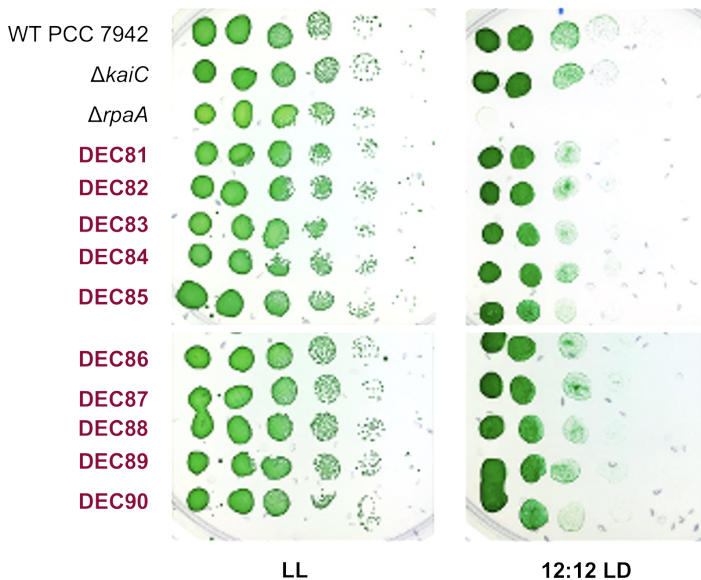 WT PCC 7942
ΔkaiC
ΔrpaA
DEC81
DEC82
DEC83
DEC84
DEC85
DEC86
DEC87
DEC88
DEC89
DEC90
LL
12:12 LD